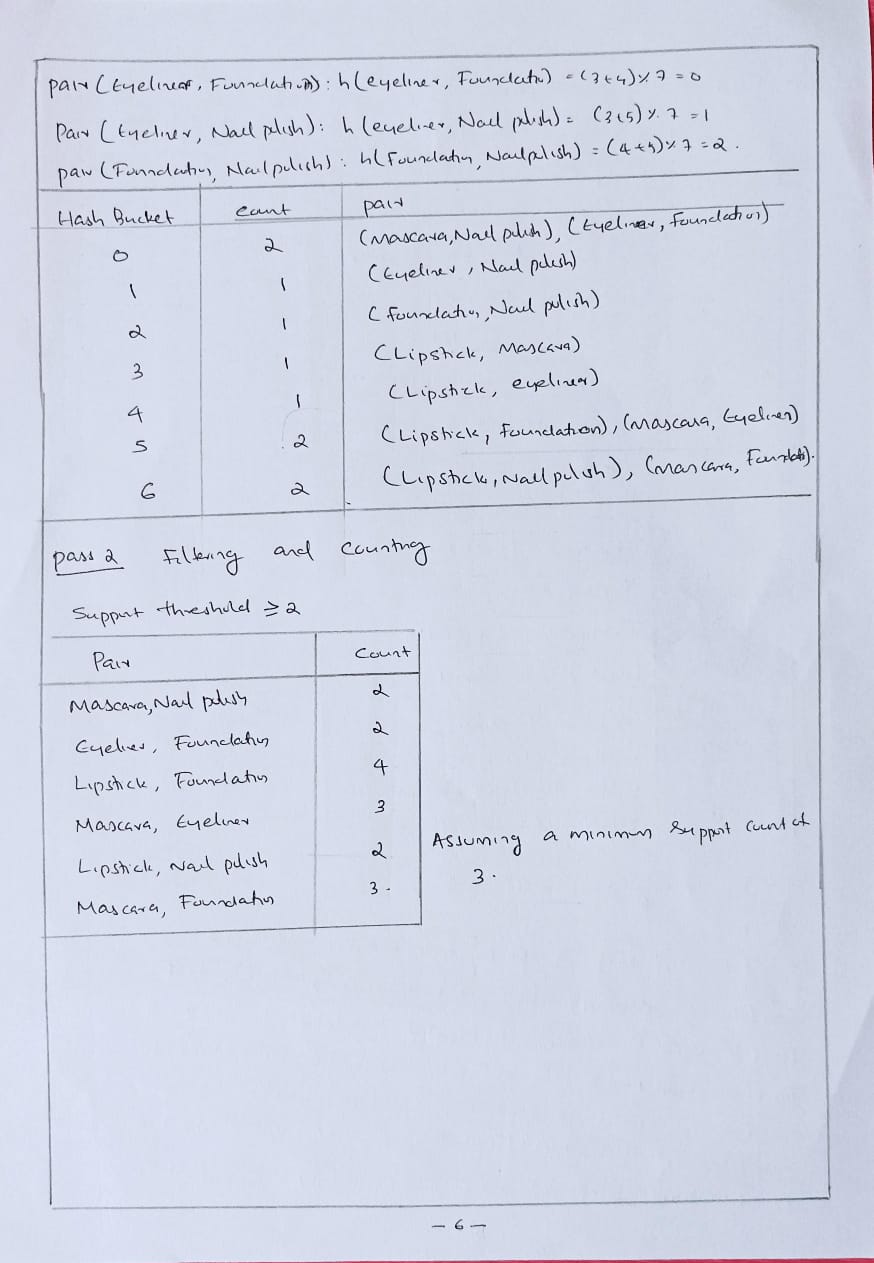 pair (Eyeliner, Foundation) : h (eyeliner, Foundatio) = (3+4) % 7 = 0
Pair (Eyeliner, Nail polish) : h (eyeliner, Nail polish) = (3+5) % 7 = 1
pair (Foundation, Nail polish) : h (Foundation, Nail polish) = (4+5) % 7 = 2.
Hash Bucket count pair
0 2 (Mascara, Nail polish), (Eyeliner, Foundation)
1 1 (Eyeliner, Nail polish)
2 1 (foundation, Nail polish)
3 1 (Lipstick, Mascara)
4 1 (Lipstick, eyeliner)
5 2 (Lipstick, foundation), (Mascara, Eyeliner)
6 2 (Lipstick, Nail polish), (Mascara, Foundatio).
pass 2 Filtering and Counting
Support threshold ≥ 2
Pair Count
Mascara, Nail polish 2
Eyeliner, Foundation 2
Lipstick, Foundation 4
Mascara, Eyeliner 3
Lipstick, Nail polish 2
Mascara, Foundation 3.
Assuming a minimum Support Count of
3.
- 6 -